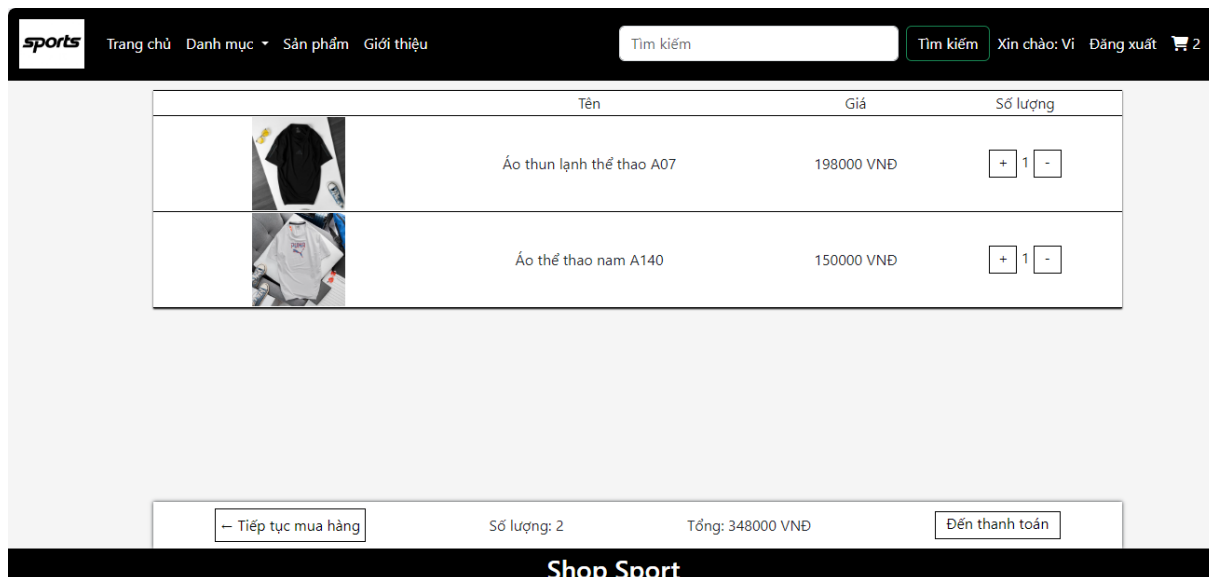 sports Trang chủ Danh mục Sản phẩm Giới thiệu Tìm kiếm Tìm kiếm Xin chào: Vi Đăng xuất 2
Tên Giá Số lượng
Áo thun lạnh thể thao A07 198000 VNĐ + 1 -
PUMA
Áo thể thao nam A140 150000 VNĐ + 1 -
← Tiếp tục mua hàng Số lượng: 2 Tổng: 348000 VNĐ Đến thanh toán
Shop Sport